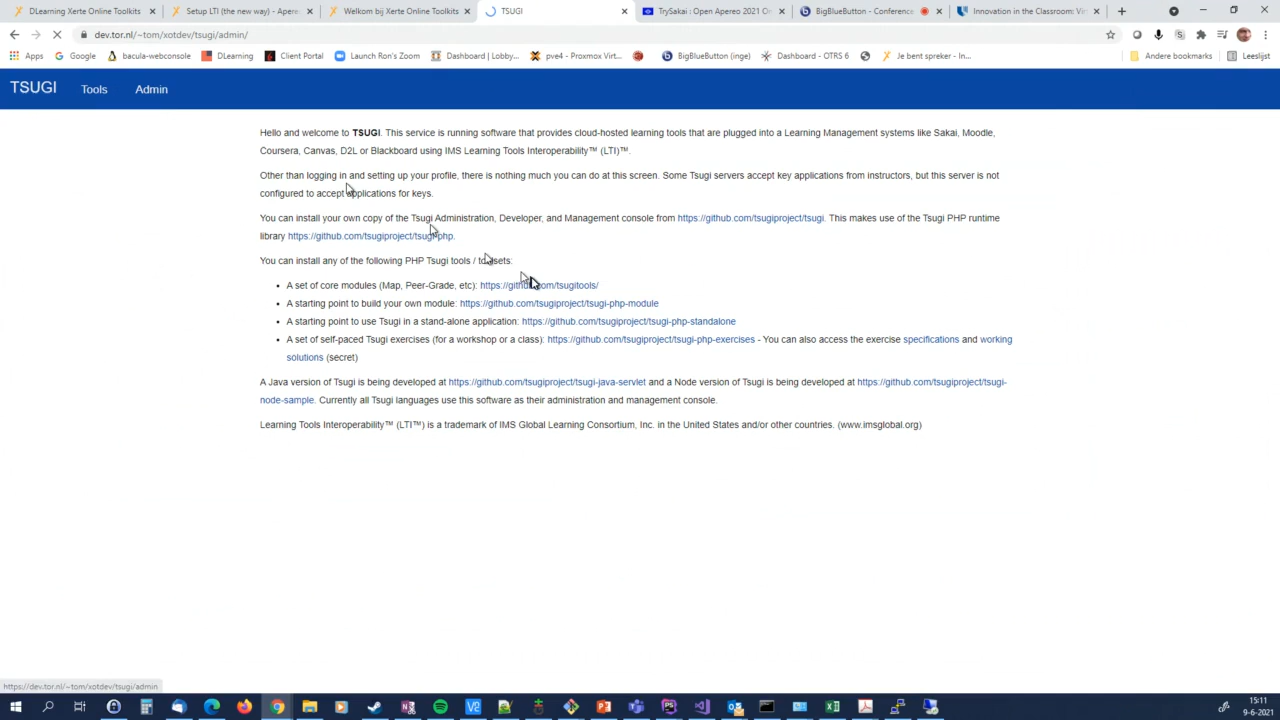 DLearning Xerte Online Toolkits
Setup LTI (the new way) - Apere
Welkom bij Xerte Online Toolkits
TSUGI
TrySakai : Open Apereo 2021 On
BigBlueButton - Conference
Innovation in the Classroom: Vir
dev.tor.nl/~tom/xotdev/tsugi/admin/
Apps
Google
bacula-webconsole
DLearning
Client Portal
Launch Ron's Zoom
Dashboard | Lobby...
pve4 - Proxmox Virt...
BigBlueButton (inge)
Dashboard - OTRS 6
Je bent spreker - In...
Andere bookmarks
Leeslijst
TSUGI Tools Admin
Hello and welcome to TSUGI. This service is running software that provides cloud-hosted learning tools that are plugged into a Learning Management systems like Sakai, Moodle,
Coursera, Canvas, D2L or Blackboard using IMS Learning Tools Interoperability™ (LTI)™.
Other than logging in and setting up your profile, there is nothing much you can do at this screen. Some Tsugi servers accept key applications from instructors, but this server is not
configured to accept applications for keys.
You can install your own copy of the Tsugi Administration, Developer, and Management console from https://github.com/tsugiproject/tsugi. This makes use of the Tsugi PHP runtime
library https://github.com/tsugiproject/tsugi-php.
You can install any of the following PHP Tsugi tools / toolsets:
• A set of core modules (Map, Peer-Grade, etc): https://github.com/tsugitools/
• A starting point to build your own module: https://github.com/tsugiproject/tsugi-php-module
• A starting point to use Tsugi in a stand-alone application: https://github.com/tsugiproject/tsugi-php-standalone
• A set of self-paced Tsugi exercises (for a workshop or a class): https://github.com/tsugiproject/tsugi-php-exercises - You can also access the exercise specifications and working
solutions (secret)
A Java version of Tsugi is being developed at https://github.com/tsugiproject/tsugi-java-servlet and a Node version of Tsugi is being developed at https://github.com/tsugiproject/tsugi-
node-sample. Currently all Tsugi languages use this software as their administration and management console.
Learning Tools Interoperability™ (LTI™) is a trademark of IMS Global Learning Consortium, Inc. in the United States and/or other countries. (www.imsglobal.org)
https://dev.tor.nl/~tom/xotdev/tsugi/admin
15:11
9-6-2021